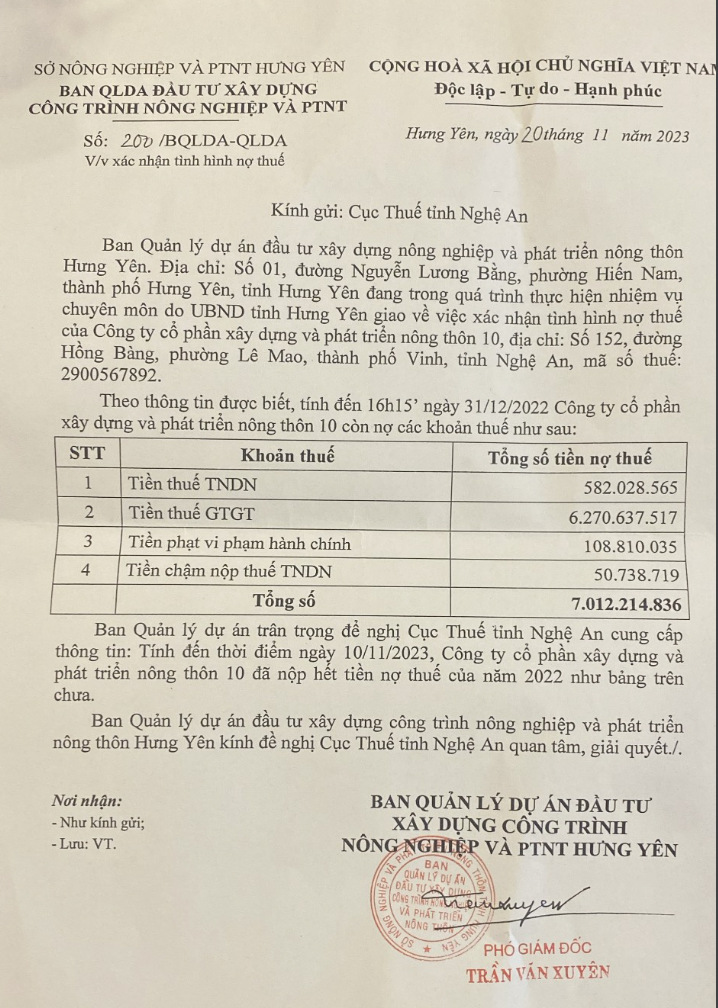 SỞ NÔNG NGHIỆP VÀ PTNT HƯNG YÊN
BAN QLDA ĐẦU TƯ XÂY DỰNG
CÔNG TRÌNH NÔNG NGHIỆP VÀ PTNT
Số: 200/BQLDA-QLDA
V/v xác nhận tình hình nợ thuế
CỘNG HOÀ XÃ HỘI CHỦ NGHĨA VIỆT NAM
Độc lập - Tự do - Hạnh phúc
Hưng Yên, ngày 20 tháng 11 năm 2023
Kính gửi: Cục Thuế tỉnh Nghệ An
Ban Quản lý dự án đầu tư xây dựng nông nghiệp và phát triển nông thôn
Hưng Yên. Địa chỉ: Số 01, đường Nguyễn Lương Bằng, phường Hiến Nam,
thành phố Hưng Yên, tỉnh Hưng Yên đang trong quá trình thực hiện nhiệm vụ
chuyên môn do UBND tỉnh Hưng Yên giao về việc xác nhận tình hình nợ thuế
của Công ty cổ phần xây dựng và phát triển nông thôn 10, địa chỉ: Số 152, đường
Hồng Bàng, phường Lê Mao, thành phố Vinh, tỉnh Nghệ An, mã số thuế:
2900567892.
Theo thông tin được biết, tính đến 16h15' ngày 31/12/2022 Công ty cổ phần
xây dựng và phát triển nông thôn 10 còn nợ các khoản thuế như sau:
STT Khoản thuế Tổng số tiền nợ thuế
1 Tiền thuế TNDN 582.028.565
2 Tiền thuế GTGT 6.270.637.517
3 Tiền phạt vi phạm hành chính 108.810.035
4 Tiền chậm nộp thuế TNDN 50.738.719
Tổng số 7.012.214.836
Ban Quản lý dự án trân trọng đề nghị Cục Thuế tỉnh Nghệ An cung cấp
thông tin: Tính đến thời điểm ngày 10/11/2023, Công ty cổ phần xây dựng và
phát triển nông thôn 10 đã nộp hết tiền nợ thuế của năm 2022 như bảng trên
chưa.
Ban Quản lý dự án đầu tư xây dựng công trình nông nghiệp và phát triển
nông thôn Hưng Yên kính đề nghị Cục Thuế tỉnh Nghệ An quan tâm, giải quyết./.
Nơi nhận:
- Như kính gửi;
- Lưu: VT.
BAN QUẢN LÝ DỰ ÁN ĐẦU TƯ
XÂY DỰNG CÔNG TRÌNH
NÔNG NGHIỆP VÀ PTNT HƯNG YÊN
BAN
QUẢN LÝ DỰ ÁN
ĐẦU TƯ XÂY DỰNG
CÔNG TRÌNH NÔNG
VÀ PHÁT TRIỂN
NÔNG THÔN
PHÓ GIÁM ĐỐC
TRẦN VĂN XUYÊN